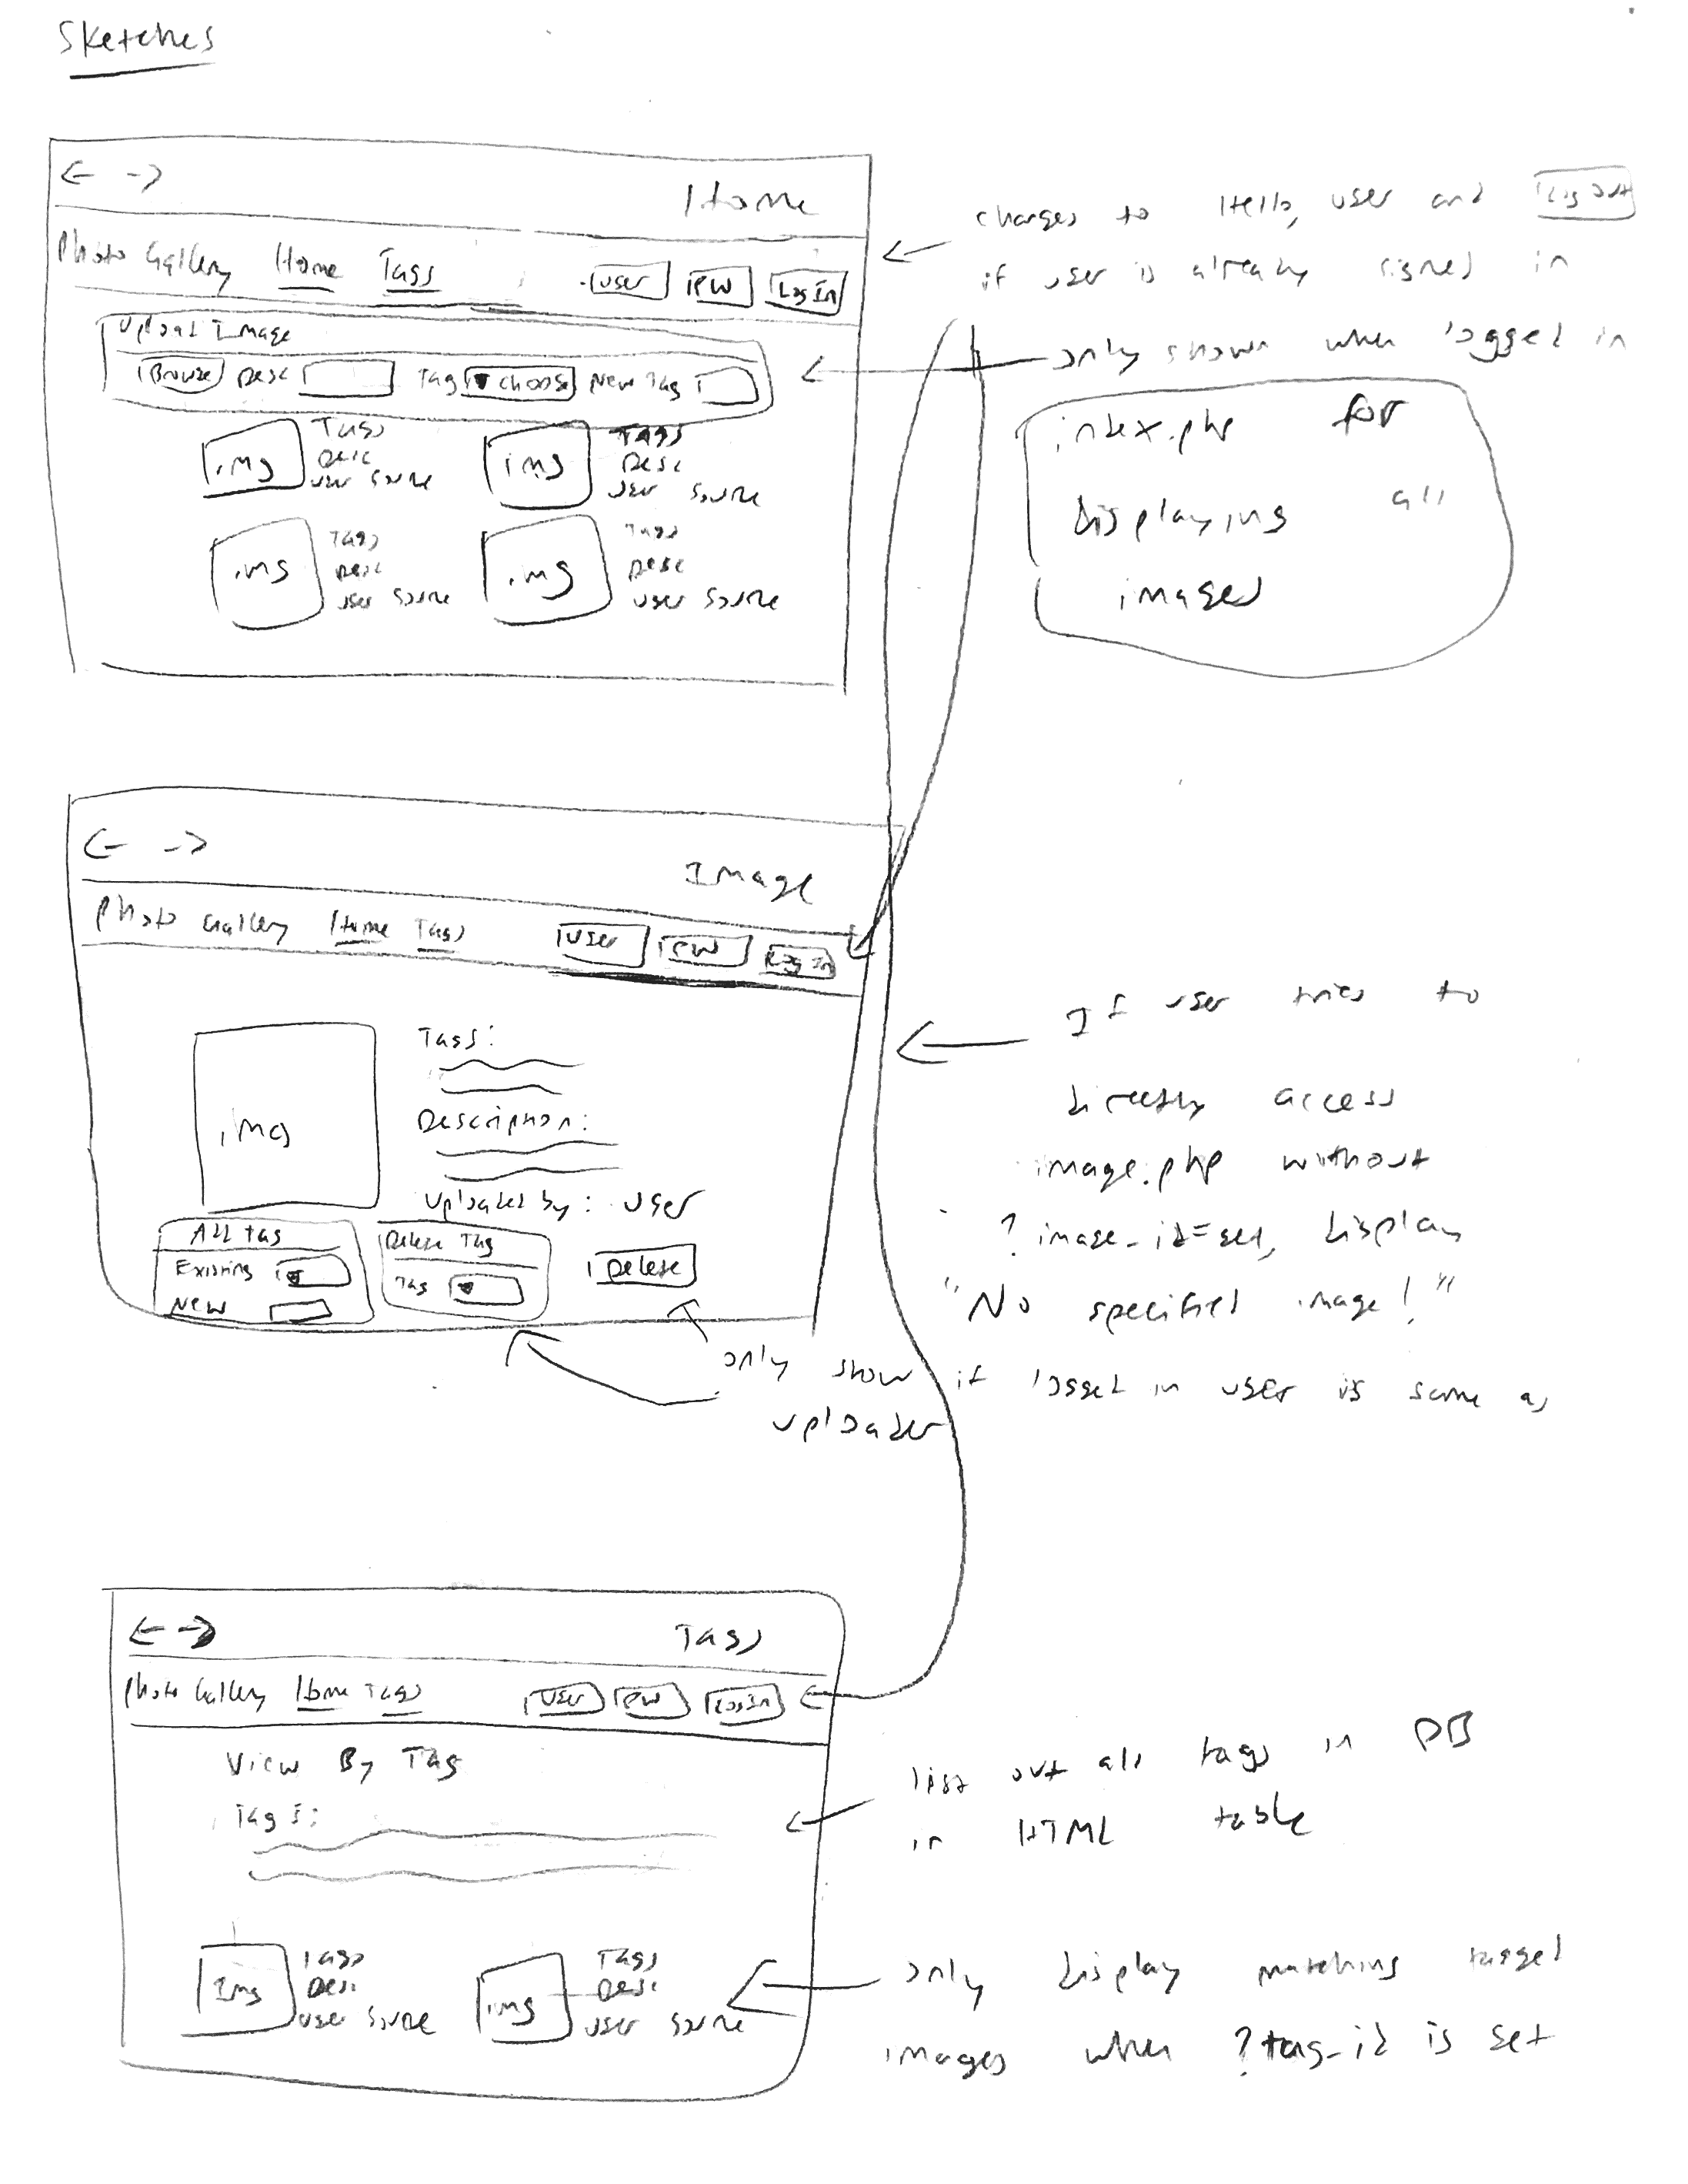 Sketches
← →
Home
Photo Gallery Home Tags User PW Log In
changes to Hello, user and Log Out
if user is already signed in
Upload Image
Browse Desc Tag ▼ choose New Tag
only shown when logged in
img Tags
Desc
User Source
img Tags
Desc
User Source
img Tags
Desc
User Source
img Tags
Desc
User Source
index.php for
displaying all
images
← →
Image
Photo Gallery Home Tags User PW Log In
img
Tags:
Description:
Uploaded by: User
Add Tag
Existing ▼
New
Delete Tag
Tag ▼
Delete
If user tries to
directly access
image.php without
?image_id=set, display
"No specified image!"
only show if logged in user is same as
uploader
← →
Tags
Photo Gallery Home Tags User PW Log In
View By Tag
Tags:
list out all tags in DB
in HTML table
Img Tags
Desc
User Source
img Tags
Desc
User Source
only display matching tagged
images when ?tag_id is set